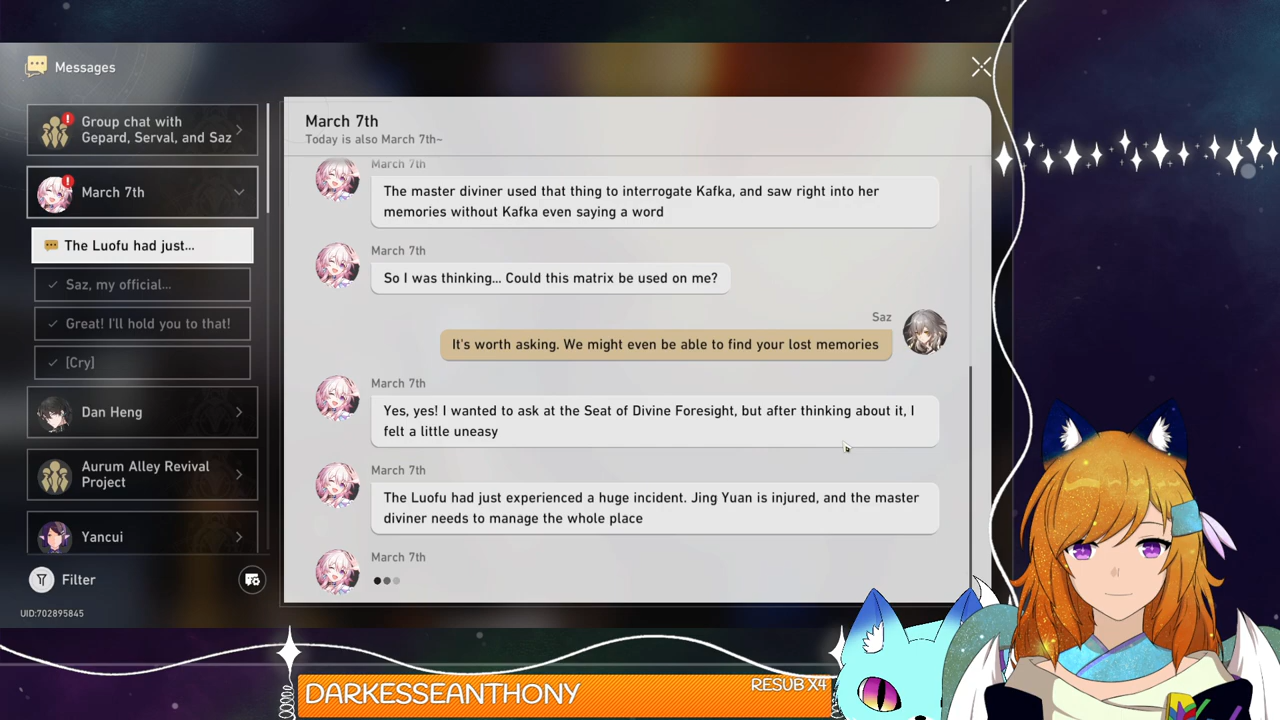 Messages
Group chat with
Gepard, Serval, and Saz
March 7th
The Luofu had just...
Saz, my official...
Great! I'll hold you to that!
[Cry]
Dan Heng
Aurum Alley Revival
Project
Yancui
Filter
UID:702895845
March 7th
Today is also March 7th~
March 7th
The master diviner used that thing to interrogate Kafka, and saw right into her
memories without Kafka even saying a word
March 7th
So I was thinking... Could this matrix be used on me?
Saz
It's worth asking. We might even be able to find your lost memories
March 7th
Yes, yes! I wanted to ask at the Seat of Divine Foresight, but after thinking about it, I
felt a little uneasy
March 7th
The Luofu had just experienced a huge incident. Jing Yuan is injured, and the master
diviner needs to manage the whole place
March 7th
DARKESSEANTHONY
RESUB X4